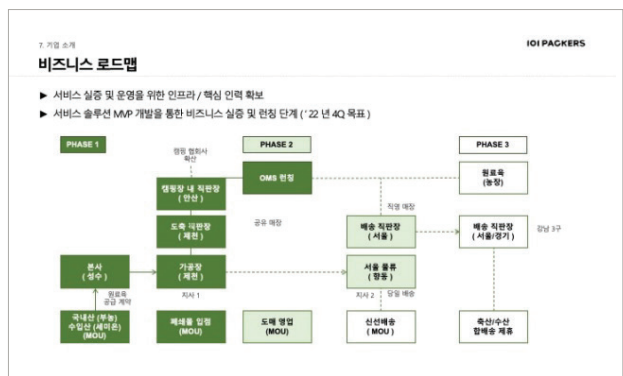 7. 기업 소개
IOI PACKERS
비즈니스 로드맵
▶ 서비스 실증 및 운영을 위한 인프라 / 핵심 인력 확보
▶ 서비스 솔루션 MVP 개발을 통한 비즈니스 실증 및 런칭 단계 ( '22 년 4Q 목표 )
PHASE 1
PHASE 2
PHASE 3
캠핑 협회사
확산
캠핑장 내 직판장
( 안산 )
OMS 런칭
원료육
(농장)
직영 매장
도축 직판장
( 제천 )
공유 매장
배송 직판장
( 서울 )
배송 직판장
( 서울/경기 )
강남 3구
본사
( 성수 )
가공장
( 제천 )
서울 물류
( 향동 )
원료육
공급 계약
지사 1
지사 2
당일 배송
국내산 (부농)
수입산 (세미온)
(MOU)
폐쇄몰 입점
(MOU)
도매 영업
(MOU)
신선배송
( MOU )
축산/수산
합배송 제휴